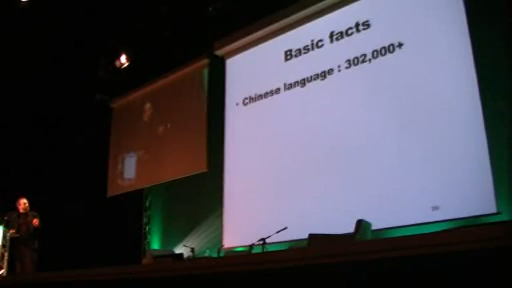 Basic facts
• Chinese language : 302,000+